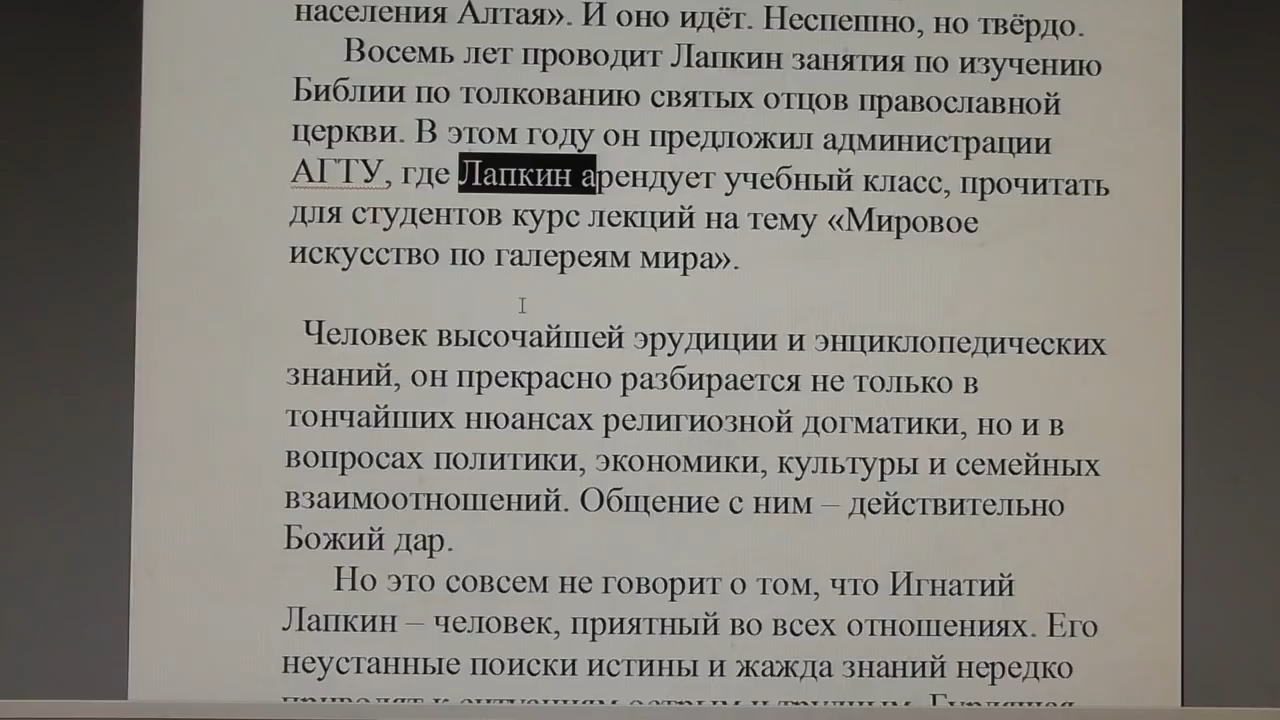 населения Алтая». И оно идёт. Неспешно, но твёрдо.
Восемь лет проводит Лапкин занятия по изучению
Библии по толкованию святых отцов православной
церкви. В этом году он предложил администрации
АГТУ, где Лапкин арендует учебный класс, прочитать
для студентов курс лекций на тему «Мировое
искусство по галереям мира».
Человек высочайшей эрудиции и энциклопедических
знаний, он прекрасно разбирается не только в
тончайших нюансах религиозной догматики, но и в
вопросах политики, экономики, культуры и семейных
взаимоотношений. Общение с ним – действительно
Божий дар.
Но это совсем не говорит о том, что Игнатий
Лапкин – человек, приятный во всех отношениях. Его
неустанные поиски истины и жажда знаний нередко